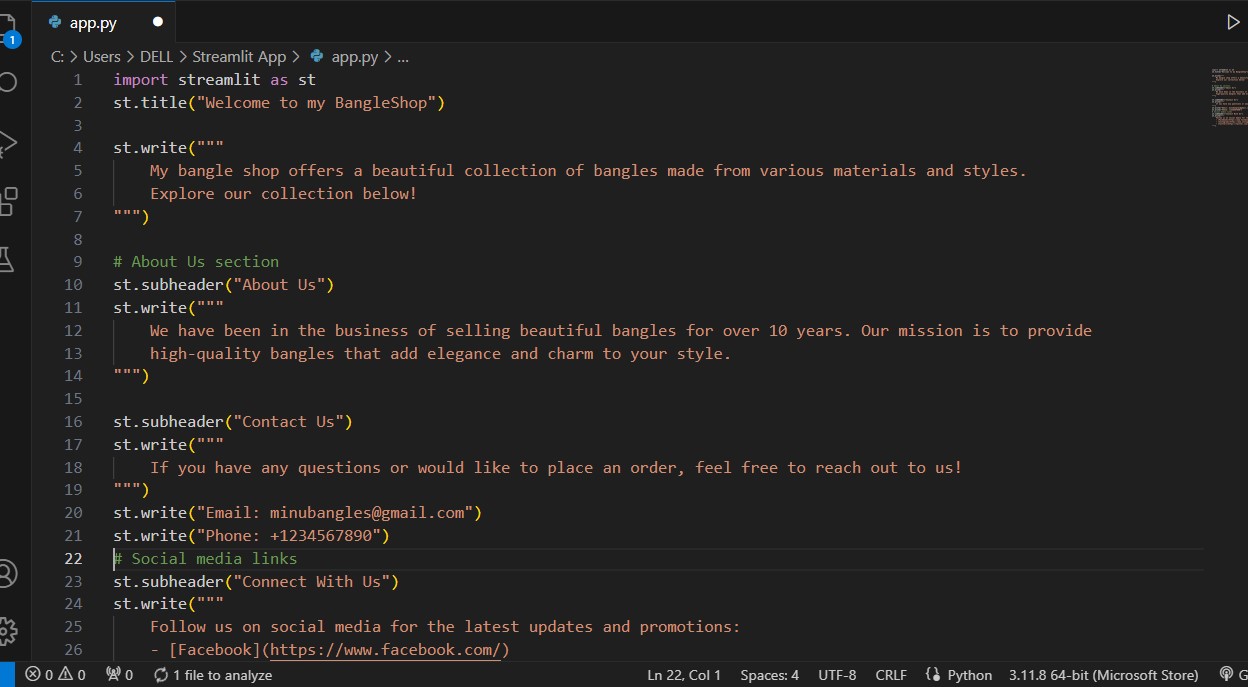 app.py
1
C: > Users > DELL > Streamlit App > app.py > ...
1 import streamlit as st
2 st.title("Welcome to my BangleShop")
3
4 st.write("""
5     My bangle shop offers a beautiful collection of bangles made from various materials and styles.
6     Explore our collection below!
7 """)
8
9 # About Us section
10 st.subheader("About Us")
11 st.write("""
12     We have been in the business of selling beautiful bangles for over 10 years. Our mission is to provide
13     high-quality bangles that add elegance and charm to your style.
14 """)
15
16 st.subheader("Contact Us")
17 st.write("""
18     If you have any questions or would like to place an order, feel free to reach out to us!
19 """)
20 st.write("Email: minubangles@gmail.com")
21 st.write("Phone: +1234567890")
22 # Social media links
23 st.subheader("Connect With Us")
24 st.write("""
25     Follow us on social media for the latest updates and promotions:
26     - [Facebook](https://www.facebook.com/)
0 0 0 1 file to analyze Ln 22, Col 1 Spaces: 4 UTF-8 CRLF {} Python 3.11.8 64-bit (Microsoft Store) G